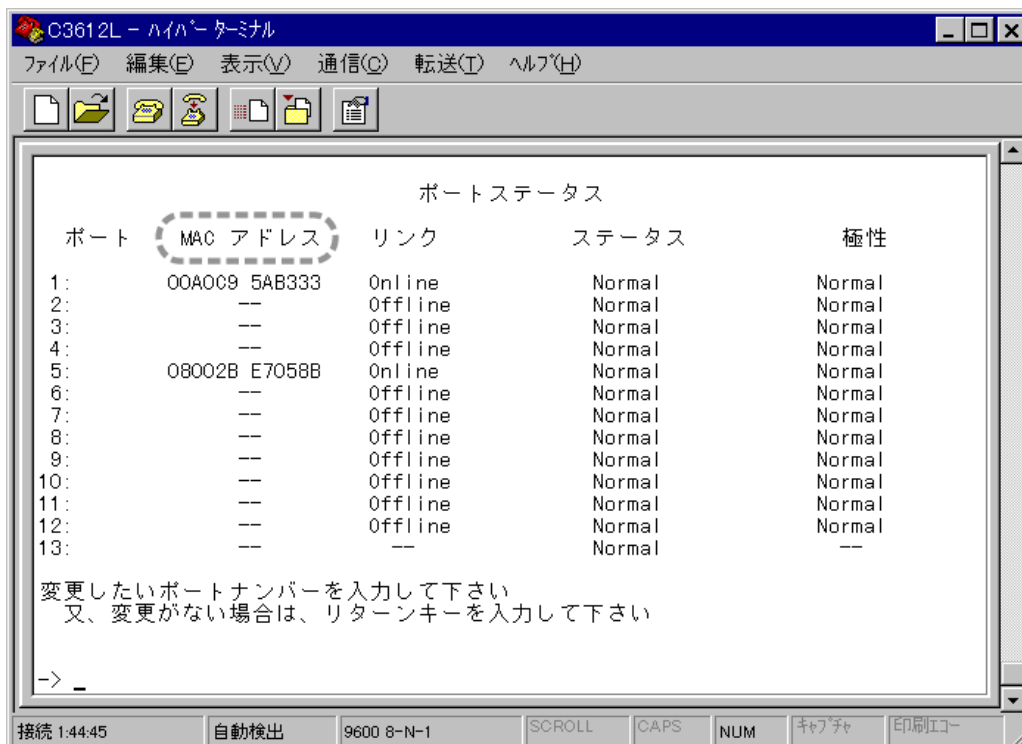 C3612L - ハイパーターミナル
ファイル(F) 編集(E) 表示(V) 通信(C) 転送(T) ヘルプ(H)
ポートステータス
ポート MAC アドレス リンク ステータス 極性
1: 00A0C9 5AB333 Online Normal Normal
2: -- Offline Normal Normal
3: -- Offline Normal Normal
4: -- Offline Normal Normal
5: 08002B E7058B Online Normal Normal
6: -- Offline Normal Normal
7: -- Offline Normal Normal
8: -- Offline Normal Normal
9: -- Offline Normal Normal
10: -- Offline Normal Normal
11: -- Offline Normal Normal
12: -- Offline Normal Normal
13: -- -- Normal --
変更したいポートナンバーを入力して下さい
又、変更がない場合は、リターンキーを入力して下さい
-> _
接続 1:44:45 自動検出 9600 8-N-1 SCROLL CAPS NUM キャプチャ 印刷エコー